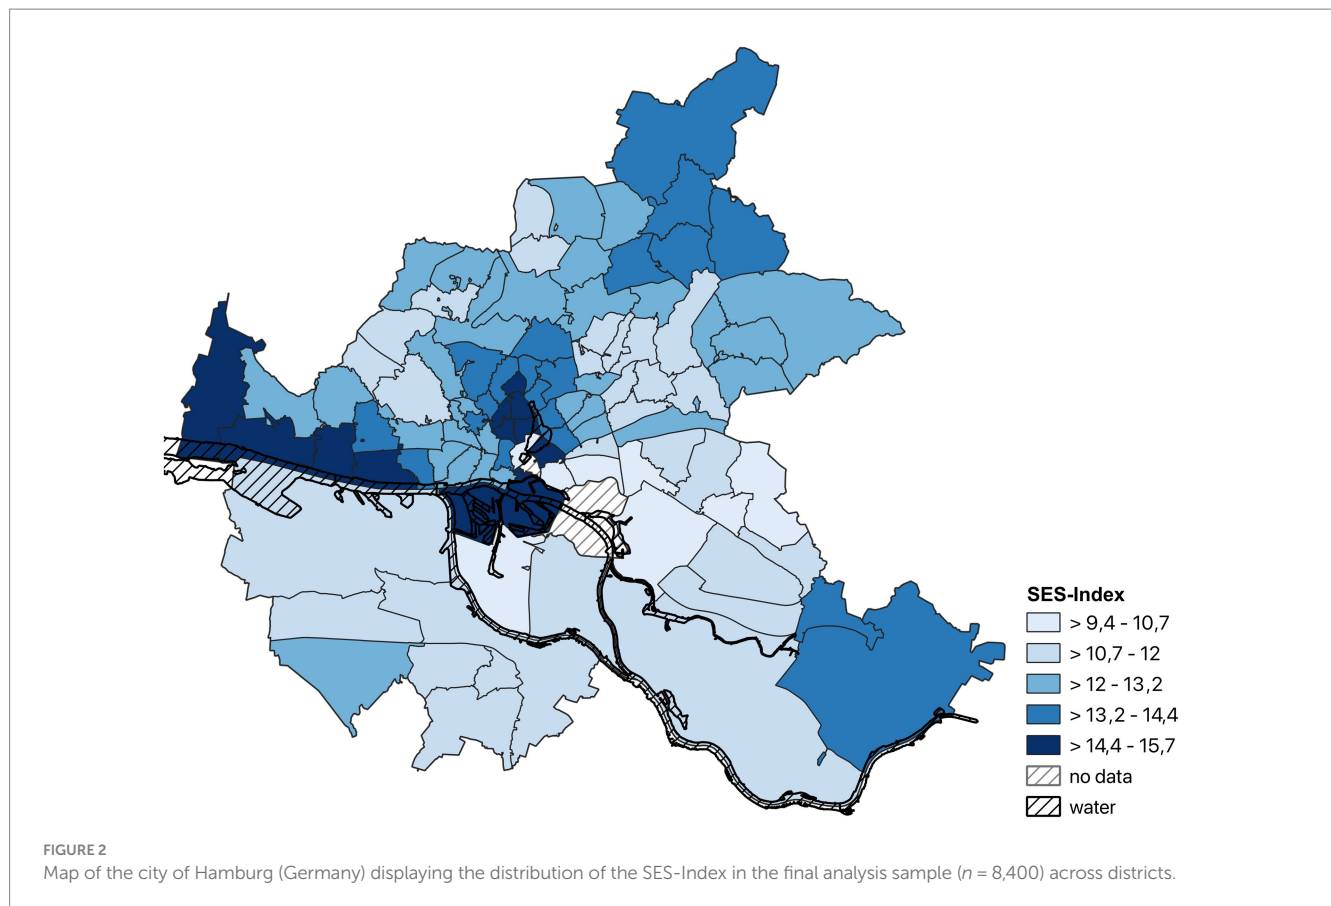 SES-Index
> 9,4 - 10,7
> 10,7 - 12
> 12 - 13,2
> 13,2 - 14,4
> 14,4 - 15,7
no data
water
FIGURE 2
Map of the city of Hamburg (Germany) displaying the distribution of the SES-Index in the final analysis sample (n = 8,400) across districts.